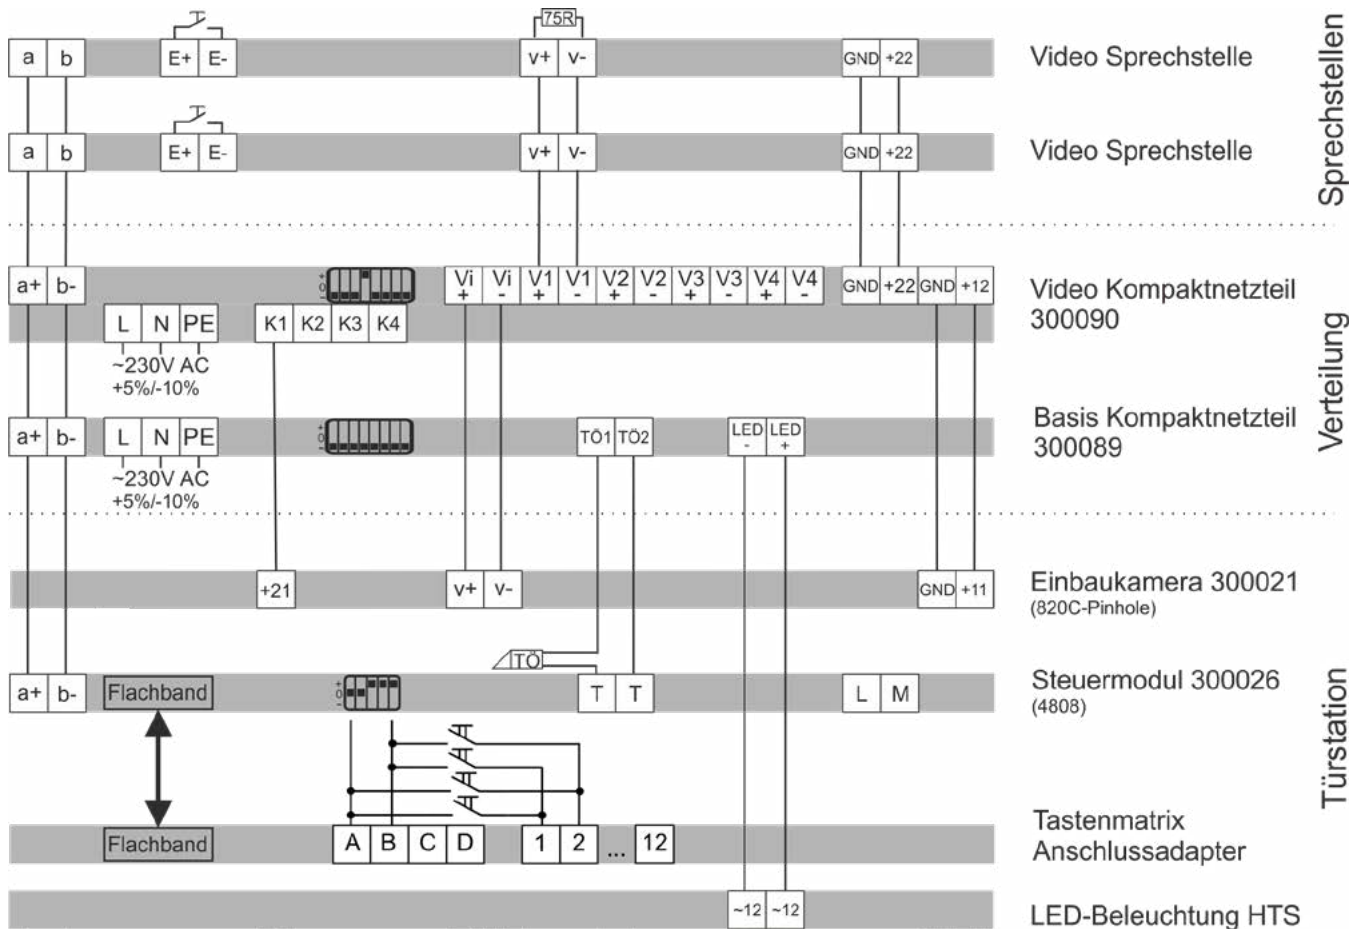 75R
a b E+ E- v+ v- GND +22 Video Sprechstelle
a b E+ E- v+ v- GND +22 Video Sprechstelle
Sprechstellen
a+ b- + 0 - Vi + Vi - V1 + V1 - V2 + V2 - V3 + V3 - V4 + V4 - GND +22 GND +12 Video Kompaktnetzteil
300090
L N PE K1 K2 K3 K4
~230V AC
+5%/-10%
a+ b- L N PE + 0 - TÖ1 TÖ2 LED - LED + Basis Kompaktnetzteil
300089
~230V AC
+5%/-10%
Verteilung
+21 v+ v- GND +11 Einbaukamera 300021
(820C-Pinhole)
TÖ
a+ b- Flachband + 0 - T T L M Steuermodul 300026
(4808)
Flachband A B C D 1 2 ... 12 Tastenmatrix
Anschlussadapter
Türstation
~12 ~12 LED-Beleuchtung HTS